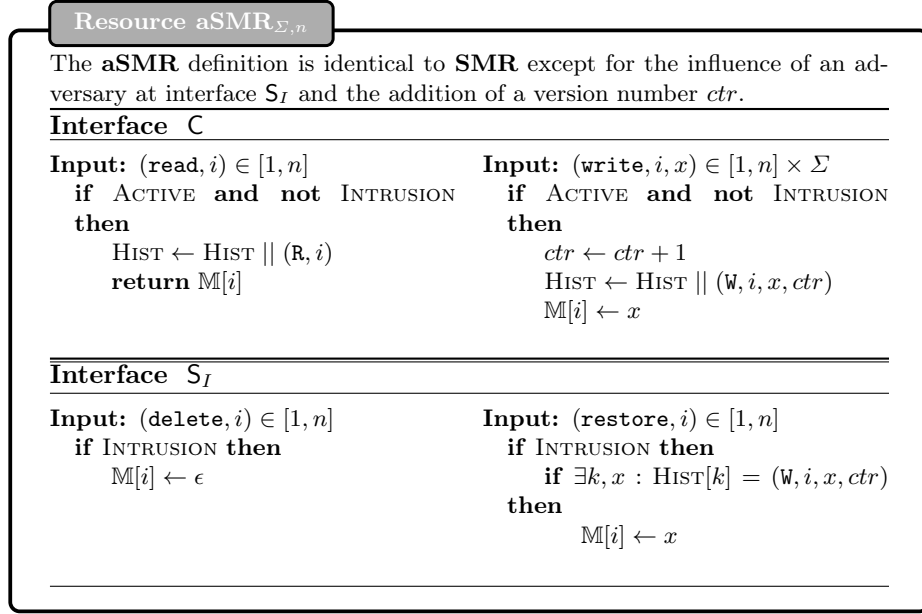 Resource aSMR_{Σ,n}
The aSMR definition is identical to SMR except for the influence of an ad-
versary at interface S_I and the addition of a version number ctr.
Interface C
Input: (read, i) ∈ [1, n]
if ACTIVE and not INTRUSION
then
HIST ← HIST || (R, i)
return 𝕄[i]
Input: (write, i, x) ∈ [1, n] × Σ
if ACTIVE and not INTRUSION
then
ctr ← ctr + 1
HIST ← HIST || (W, i, x, ctr)
𝕄[i] ← x
Interface S_I
Input: (delete, i) ∈ [1, n]
if INTRUSION then
𝕄[i] ← ϵ
Input: (restore, i) ∈ [1, n]
if INTRUSION then
if ∃k, x : HIST[k] = (W, i, x, ctr)
then
𝕄[i] ← x